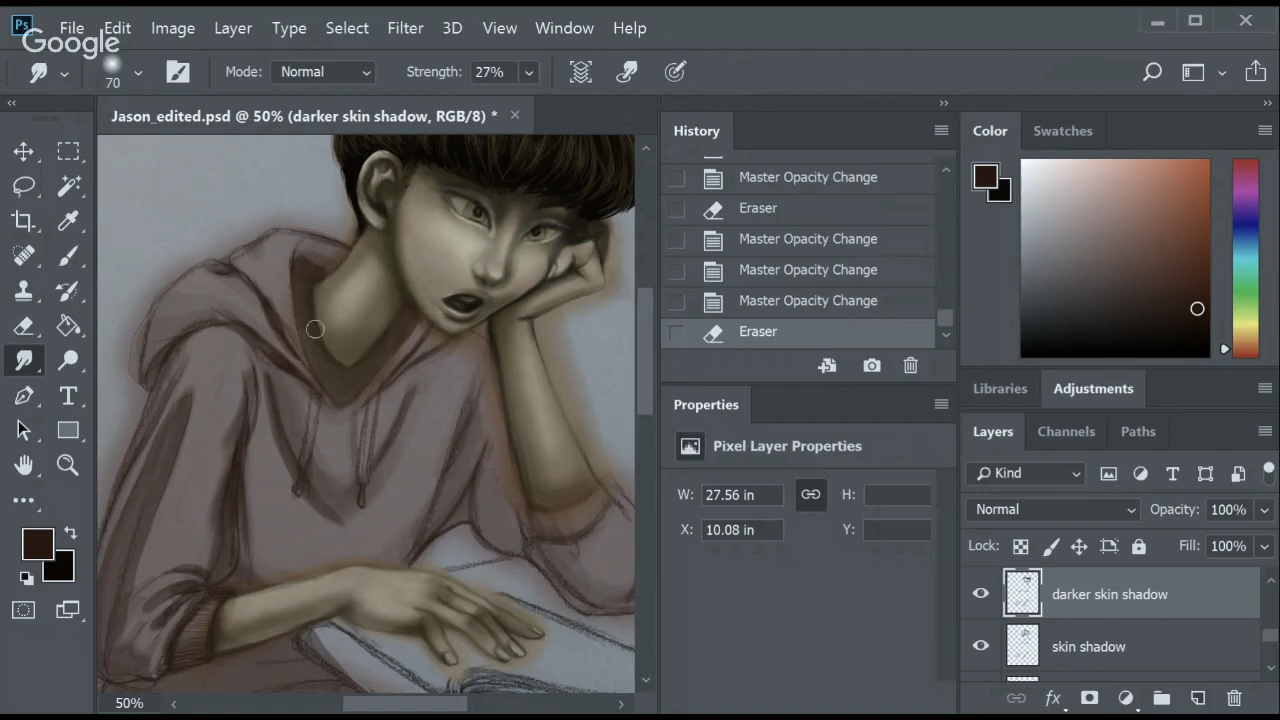 Ps File Edit Image Layer Type Select Filter 3D View Window Help
Google
70 Mode: Normal Strength: 27%
Jason_edited.psd @ 50% (darker skin shadow, RGB/8) *
History
Master Opacity Change
Eraser
Master Opacity Change
Master Opacity Change
Master Opacity Change
Eraser
Properties
Pixel Layer Properties
W: 27.56 in H:
X: 10.08 in Y:
Color Swatches
Libraries Adjustments
Layers Channels Paths
Kind
Normal Opacity: 100%
Lock: Fill: 100%
darker skin shadow
skin shadow
fx
50%